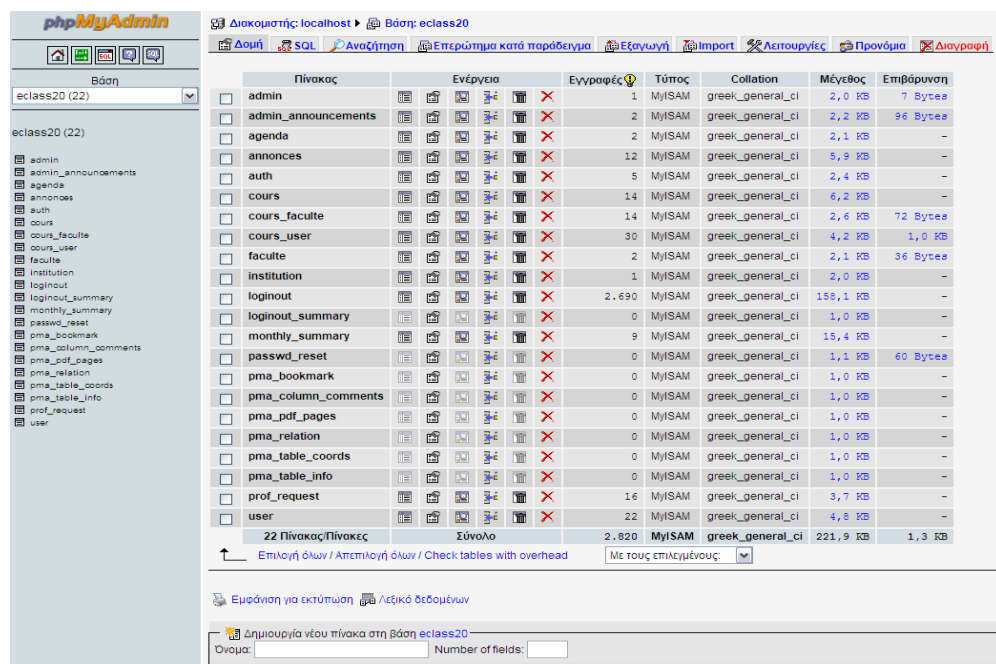 phpMyAdmin
Βάση
eclass20 (22)
eclass20 (22)
admin
admin_announcements
agenda
annonces
auth
cours
cours_faculte
cours_user
faculte
institution
loginout
loginout_summary
monthly_summary
passwd_reset
pma_bookmark
pma_column_comments
pma_pdf_pages
pma_relation
pma_table_coords
pma_table_info
prof_request
user
Διακομιστής: localhost Βάση: eclass20
Δομή SQL Αναζήτηση Επερώτημα κατά παράδειγμα Εξαγωγή Import Λειτουργίες Προνόμια Διαγραφή
Πίνακας Ενέργεια Εγγραφές Τύπος Collation Μέγεθος Επιβάρυνση
admin 1 MyISAM greek_general_ci 2,0 KB 7 Bytes
admin_announcements 2 MyISAM greek_general_ci 2,2 KB 96 Bytes
agenda 2 MyISAM greek_general_ci 2,1 KB -
annonces 12 MyISAM greek_general_ci 5,9 KB -
auth 5 MyISAM greek_general_ci 2,4 KB -
cours 14 MyISAM greek_general_ci 6,2 KB -
cours_faculte 14 MyISAM greek_general_ci 2,6 KB 72 Bytes
cours_user 30 MyISAM greek_general_ci 4,2 KB 1,0 KB
faculte 2 MyISAM greek_general_ci 2,1 KB 36 Bytes
institution 1 MyISAM greek_general_ci 2,0 KB -
loginout 2.690 MyISAM greek_general_ci 158,1 KB -
loginout_summary 0 MyISAM greek_general_ci 1,0 KB -
monthly_summary 9 MyISAM greek_general_ci 15,4 KB -
passwd_reset 0 MyISAM greek_general_ci 1,1 KB 60 Bytes
pma_bookmark 0 MyISAM greek_general_ci 1,0 KB -
pma_column_comments 0 MyISAM greek_general_ci 1,0 KB -
pma_pdf_pages 0 MyISAM greek_general_ci 1,0 KB -
pma_relation 0 MyISAM greek_general_ci 1,0 KB -
pma_table_coords 0 MyISAM greek_general_ci 1,0 KB -
pma_table_info 0 MyISAM greek_general_ci 1,0 KB -
prof_request 16 MyISAM greek_general_ci 3,7 KB -
user 22 MyISAM greek_general_ci 4,8 KB -
22 Πίνακας/Πίνακες Σύνολο 2.820 MyISAM greek_general_ci 221,9 KB 1,3 KB
Επιλογή όλων / Απεπιλογή όλων / Check tables with overhead Με τους επιλεγμένους:
Εμφάνιση για εκτύπωση Λεξικό δεδομένων
Δημιουργία νέου πίνακα στη βάση eclass20
Όνομα: Number of fields: